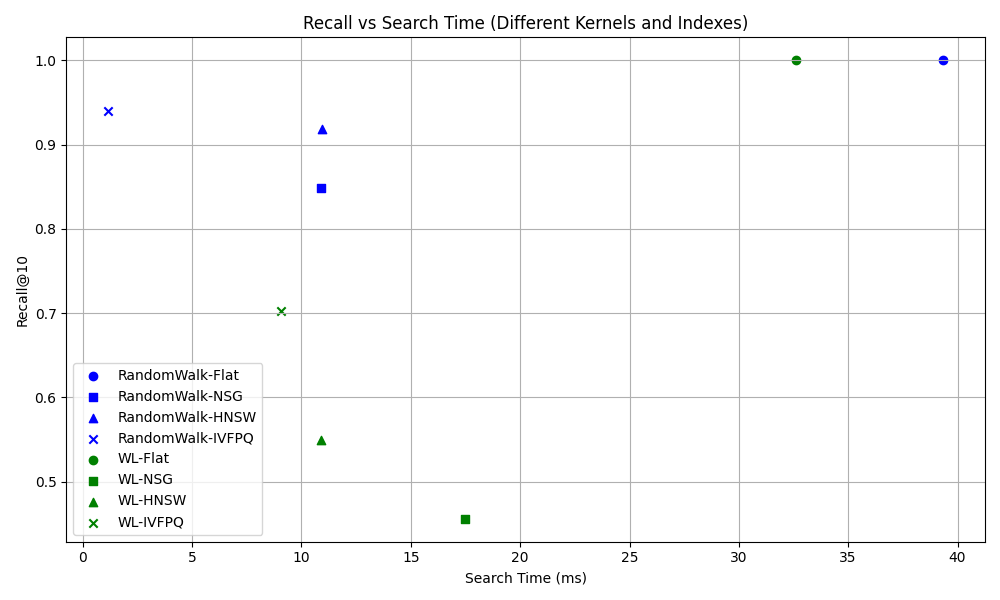 Recall vs Search Time (Different Kernels and Indexes)
Recall@10
1.0
0.9
0.8
0.7
0.6
0.5
RandomWalk-Flat
RandomWalk-NSG
RandomWalk-HNSW
RandomWalk-IVFPQ
WL-Flat
WL-NSG
WL-HNSW
WL-IVFPQ
0 5 10 15 20 25 30 35 40
Search Time (ms)